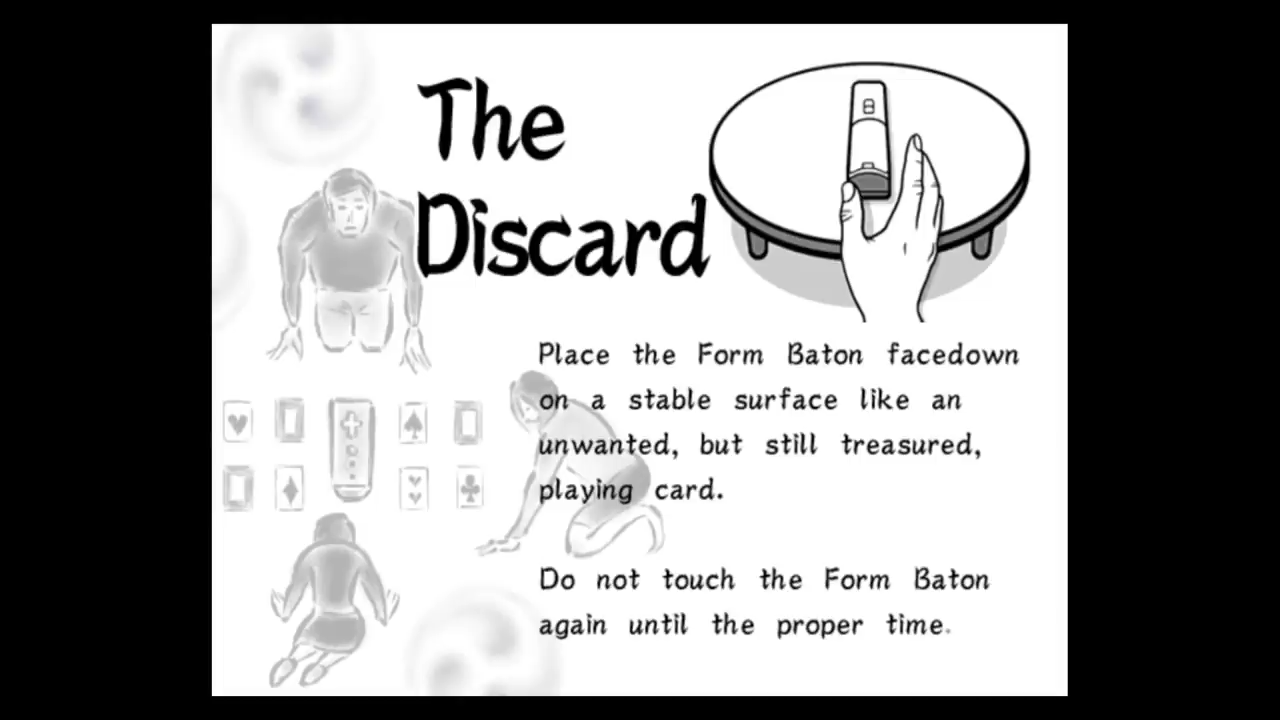 The
Discard
Place the Form Baton facedown
on a stable surface like an
unwanted, but still treasured,
playing card.
Do not touch the Form Baton
again until the proper time.